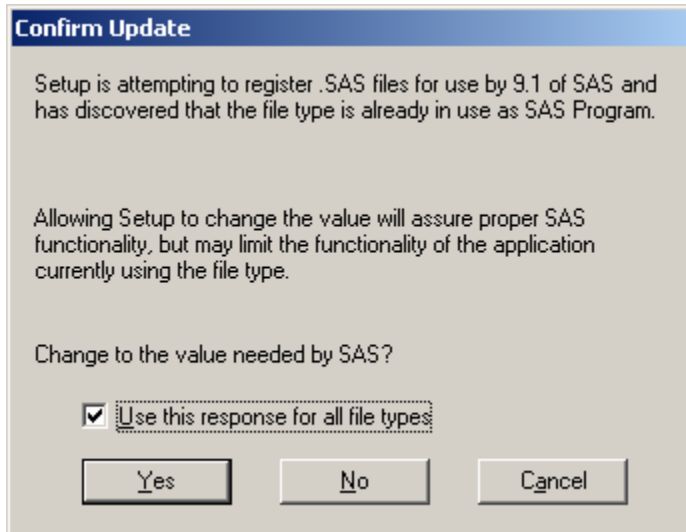 Confirm Update
Setup is attempting to register .SAS files for use by 9.1 of SAS and
has discovered that the file type is already in use as SAS Program.
Allowing Setup to change the value will assure proper SAS
functionality, but may limit the functionality of the application
currently using the file type.
Change to the value needed by SAS?
Use this response for all file types
Yes No Cancel